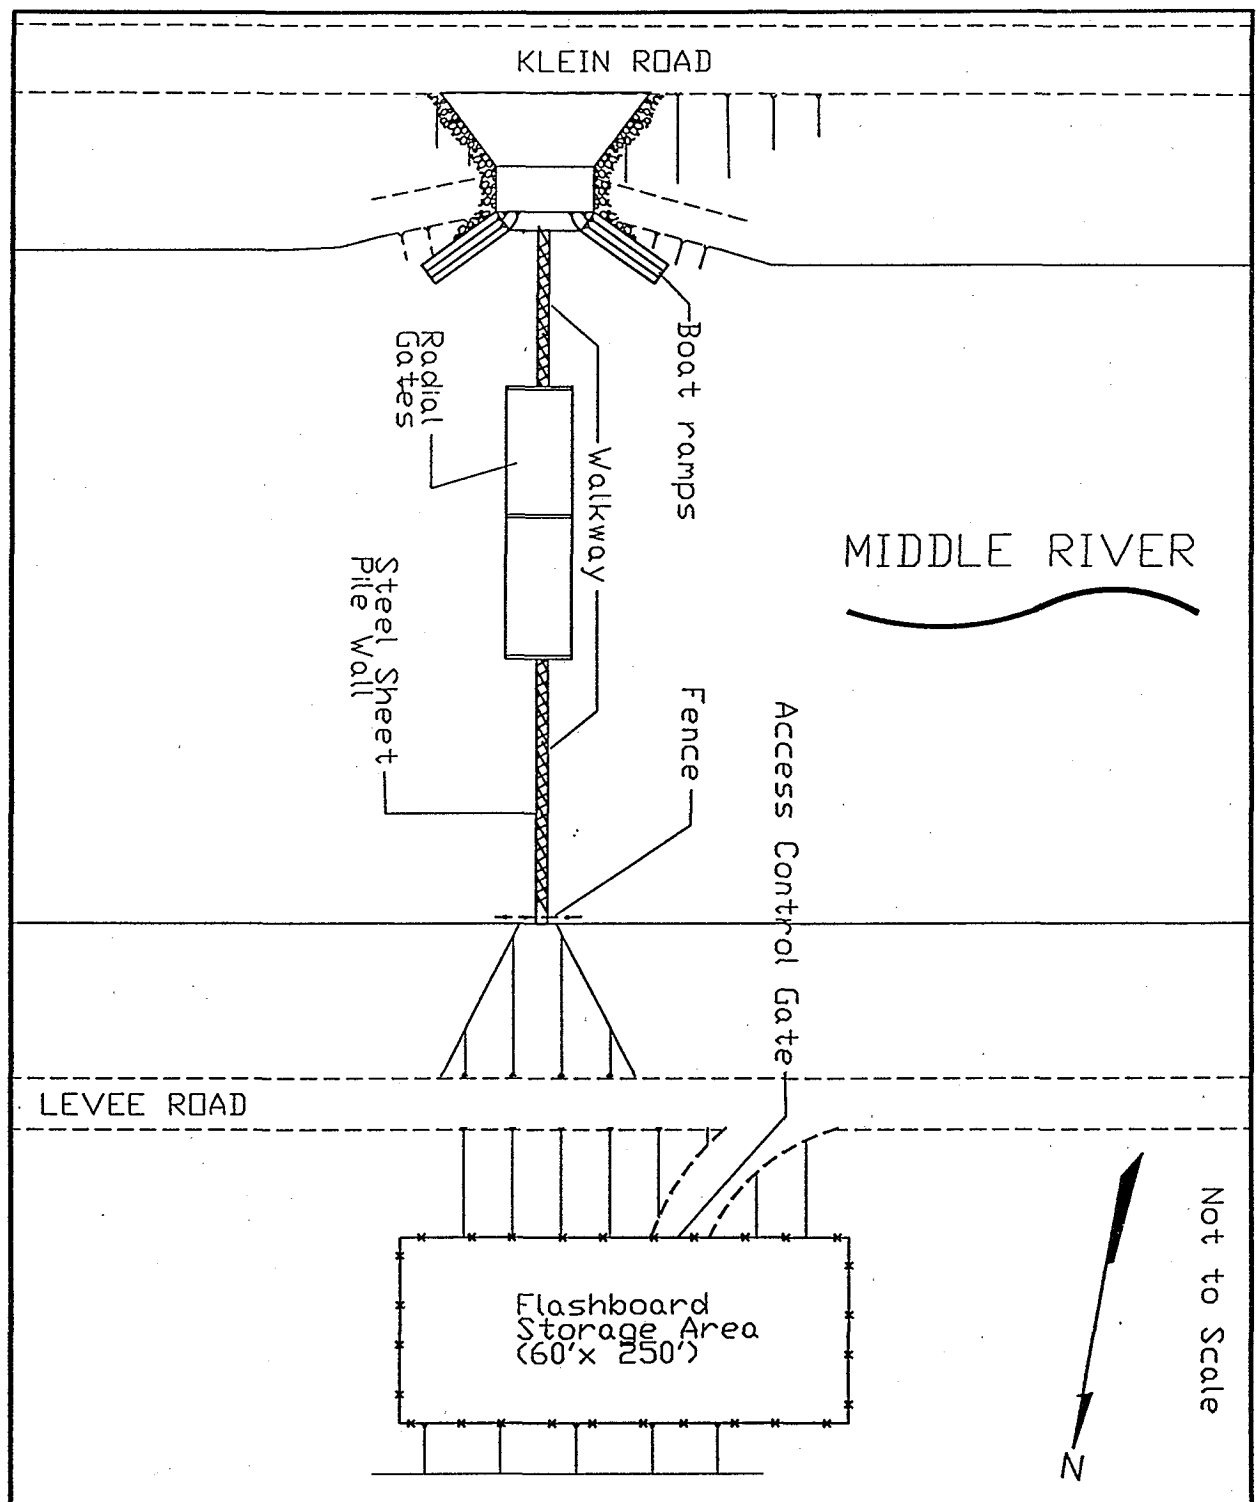 KLEIN ROAD
Boat ramps
Radial
Gates
Walkway
MIDDLE RIVER
Steel Sheet
Pile Wall
Fence
Access Control Gate
LEVEE ROAD
Not to Scale
Flashboard
Storage Area
(60'x 250')
N